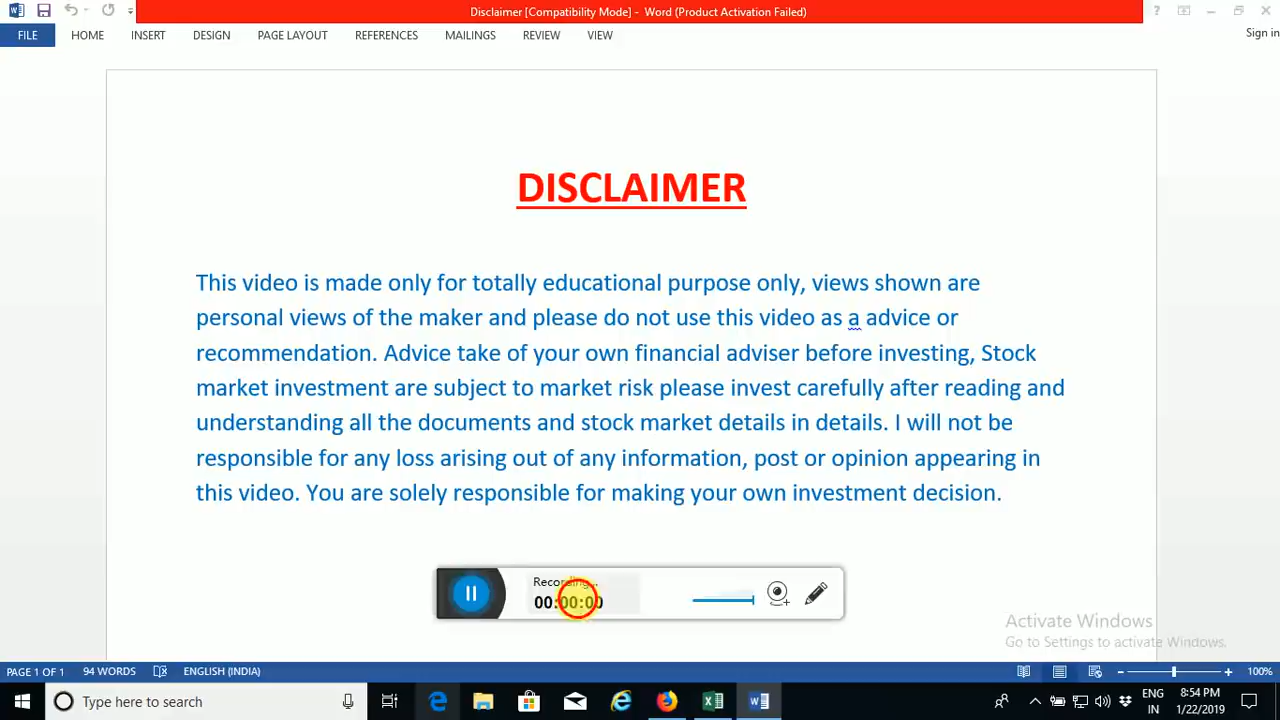 Disclaimer [Compatibility Mode] - Word (Product Activation Failed)
FILE HOME INSERT DESIGN PAGE LAYOUT REFERENCES MAILINGS REVIEW VIEW Sign in
DISCLAIMER
This video is made only for totally educational purpose only, views shown are
personal views of the maker and please do not use this video as a advice or
recommendation. Advice take of your own financial adviser before investing, Stock
market investment are subject to market risk please invest carefully after reading and
understanding all the documents and stock market details in details. I will not be
responsible for any loss arising out of any information, post or opinion appearing in
this video. You are solely responsible for making your own investment decision.
Recording...
00:00:00
Activate Windows
Go to Settings to activate Windows.
PAGE 1 OF 1 94 WORDS ENGLISH (INDIA) 100%
Type here to search
ENG 8:54 PM
IN 1/22/2019